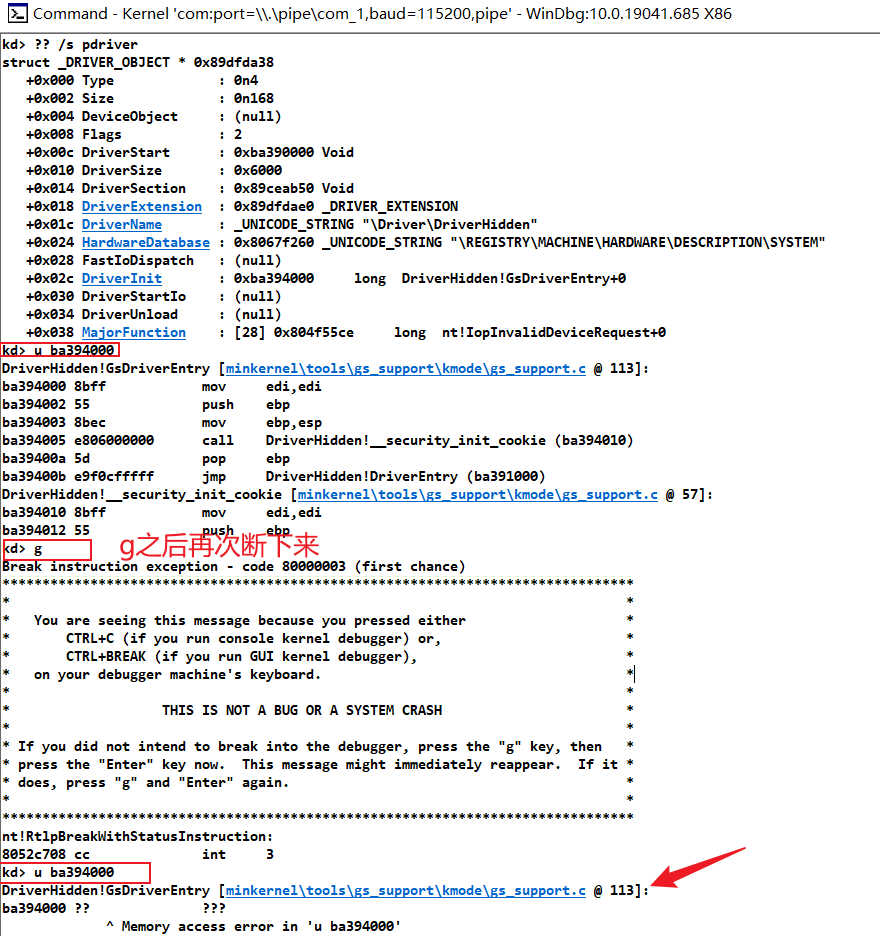 Command - Kernel 'com:port=\\.\pipe\com_1,baud=115200,pipe' - WinDbg:10.0.19041.685 X86
kd> ?? /s pdriver
struct _DRIVER_OBJECT * 0x89dfda38
+0x000 Type : 0n4
+0x002 Size : 0n168
+0x004 DeviceObject : (null)
+0x008 Flags : 2
+0x00c DriverStart : 0xba390000 Void
+0x010 DriverSize : 0x6000
+0x014 DriverSection : 0x89ceab50 Void
+0x018 DriverExtension : 0x89dfdae0 _DRIVER_EXTENSION
+0x01c DriverName : _UNICODE_STRING "\Driver\DriverHidden"
+0x024 HardwareDatabase : 0x8067f260 _UNICODE_STRING "\REGISTRY\MACHINE\HARDWARE\DESCRIPTION\SYSTEM"
+0x028 FastIoDispatch : (null)
+0x02c DriverInit : 0xba394000 long DriverHidden!GsDriverEntry+0
+0x030 DriverStartIo : (null)
+0x034 DriverUnload : (null)
+0x038 MajorFunction : [28] 0x804f55ce long nt!IopInvalidDeviceRequest+0
kd> u ba394000
DriverHidden!GsDriverEntry [minkernel\tools\gs_support\kmode\gs_support.c @ 113]:
ba394000 8bff mov edi,edi
ba394002 55 push ebp
ba394003 8bec mov ebp,esp
ba394005 e806000000 call DriverHidden!__security_init_cookie (ba394010)
ba39400a 5d pop ebp
ba39400b e9f0cfffff jmp DriverHidden!DriverEntry (ba391000)
DriverHidden!__security_init_cookie [minkernel\tools\gs_support\kmode\gs_support.c @ 57]:
ba394010 8bff mov edi,edi
ba394012 55 push ebp
kd> g g之后再次断下来
Break instruction exception - code 80000003 (first chance)
*******************************************************************************
* *
* You are seeing this message because you pressed either *
* CTRL+C (if you run console kernel debugger) or, *
* CTRL+BREAK (if you run GUI kernel debugger), *
* on your debugger machine's keyboard. *
* *
* THIS IS NOT A BUG OR A SYSTEM CRASH *
* *
* If you did not intend to break into the debugger, press the "g" key, then *
* press the "Enter" key now. This message might immediately reappear. If it *
* does, press "g" and "Enter" again. *
* *
*******************************************************************************
nt!RtlpBreakWithStatusInstruction:
8052c708 cc int 3
kd> u ba394000
DriverHidden!GsDriverEntry [minkernel\tools\gs_support\kmode\gs_support.c @ 113]:
ba394000 ?? ???
^ Memory access error in 'u ba394000'